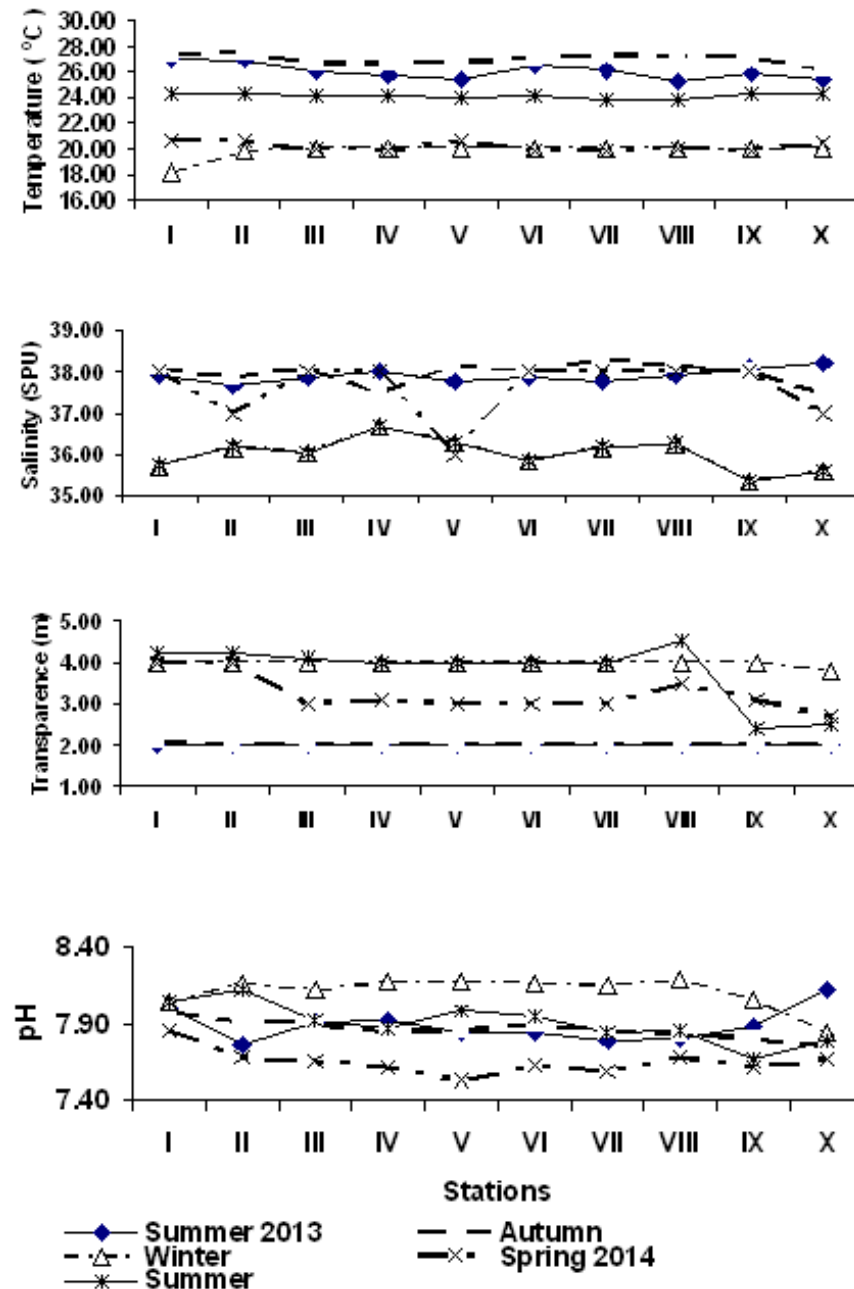 Temperature ( °C)
30.00
28.00
26.00
24.00
22.00
20.00
18.00
16.00
I II III IV V VI VII VIII IX X
Salinity (SPU)
39.00
38.00
37.00
36.00
35.00
I II III IV V VI VII VIII IX X
Transparence (m)
5.00
4.00
3.00
2.00
1.00
I II III IV V VI VII VIII IX X
pH
8.40
7.90
7.40
I II III IV V VI VII VIII IX X
Stations
Summer 2013 Autumn
Winter Spring 2014
Summer